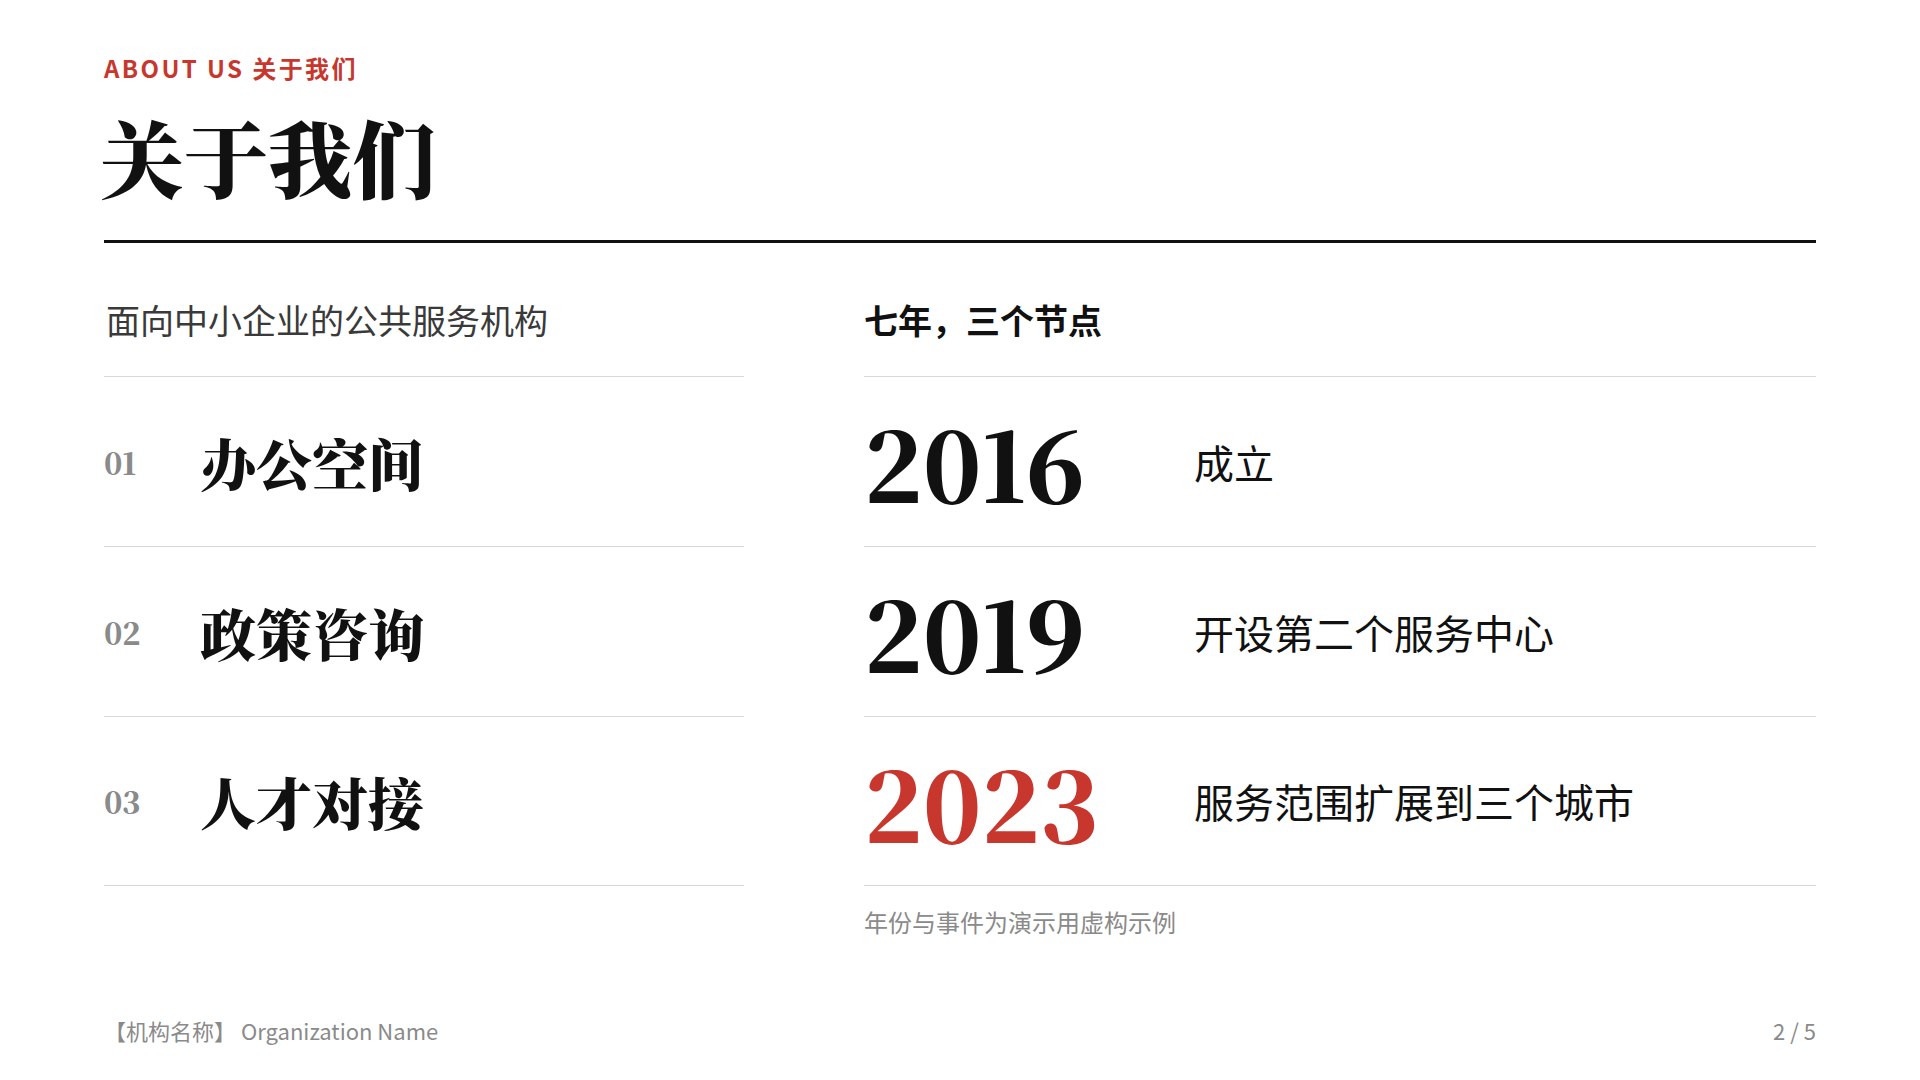 ABOUT US 关于我们
关于我们
面向中小企业的公共服务机构
01 办公空间
02 政策咨询
03 人才对接
七年，三个节点
2016 成立
2019 开设第二个服务中心
2023 服务范围扩展到三个城市
年份与事件为演示用虚构示例
【机构名称】 Organization Name
2 / 5